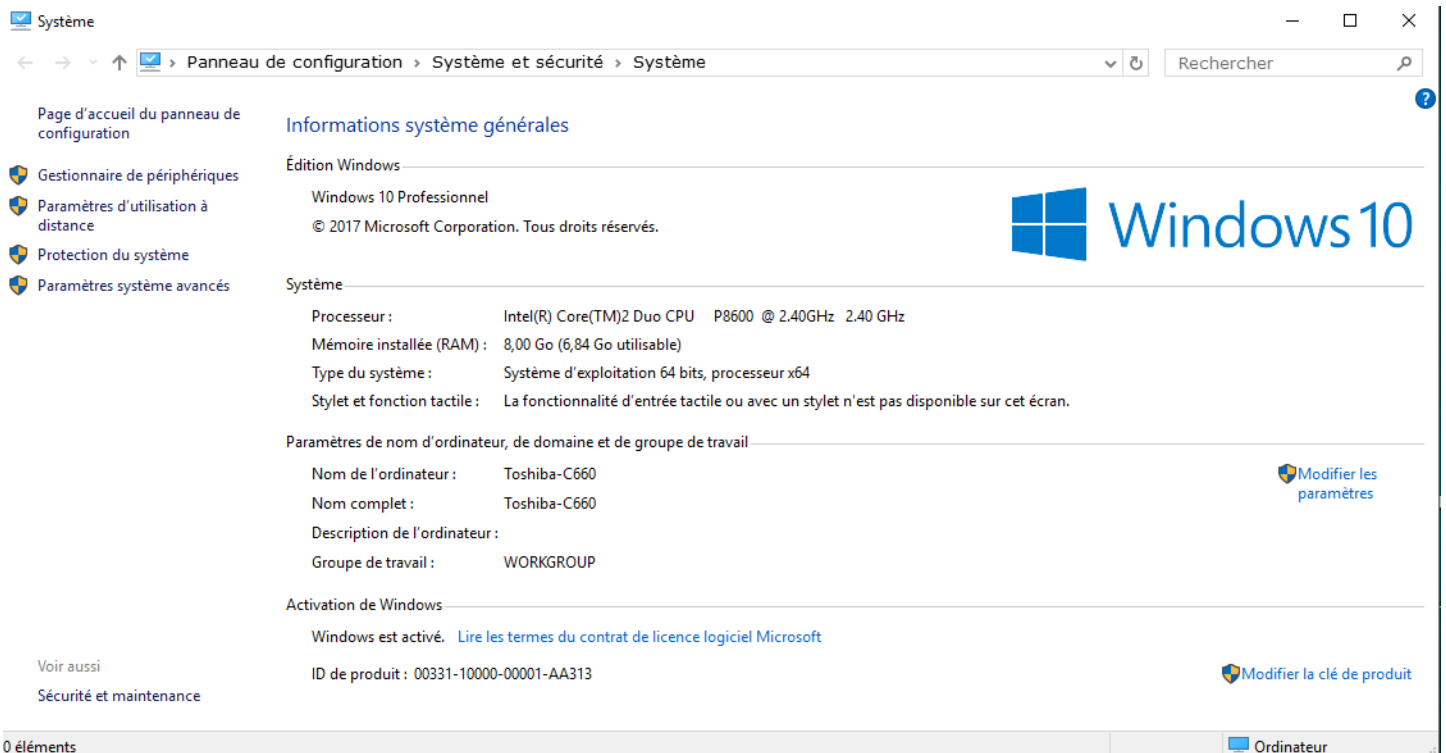 Système
Panneau de configuration › Système et sécurité › Système
Rechercher
?
Page d'accueil du panneau de
configuration
Gestionnaire de périphériques
Paramètres d'utilisation à
distance
Protection du système
Paramètres système avancés
Voir aussi
Sécurité et maintenance
Informations système générales
Édition Windows
Windows 10 Professionnel
© 2017 Microsoft Corporation. Tous droits réservés.
Windows 10
Système
Processeur : Intel(R) Core(TM)2 Duo CPU P8600 @ 2.40GHz 2.40 GHz
Mémoire installée (RAM) : 8,00 Go (6,84 Go utilisable)
Type du système : Système d'exploitation 64 bits, processeur x64
Stylet et fonction tactile : La fonctionnalité d'entrée tactile ou avec un stylet n'est pas disponible sur cet écran.
Paramètres de nom d'ordinateur, de domaine et de groupe de travail
Nom de l'ordinateur : Toshiba-C660
Nom complet : Toshiba-C660
Description de l'ordinateur :
Groupe de travail : WORKGROUP
Modifier les
paramètres
Activation de Windows
Windows est activé. Lire les termes du contrat de licence logiciel Microsoft
ID de produit : 00331-10000-00001-AA313
Modifier la clé de produit
0 éléments
Ordinateur